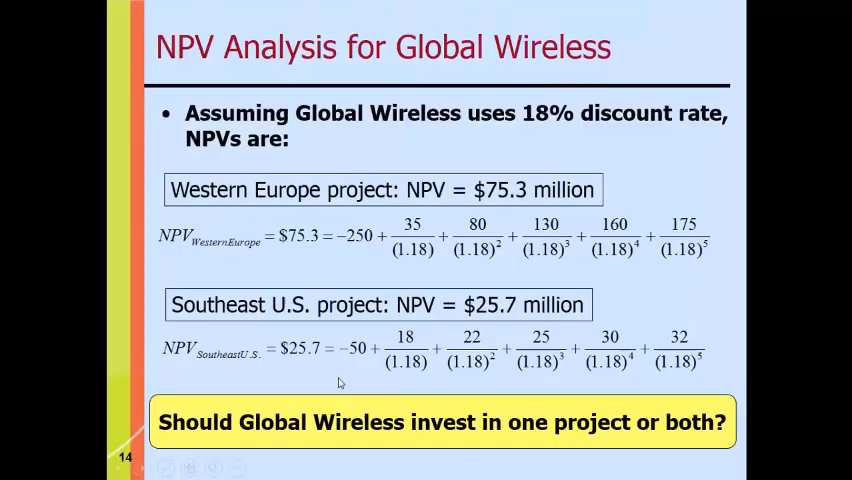 NPV Analysis for Global Wireless
• Assuming Global Wireless uses 18% discount rate,
NPVs are:
Western Europe project: NPV = $75.3 million
NPV_WesternEurope = $75.3 = −250 + 35/(1.18) + 80/(1.18)² + 130/(1.18)³ + 160/(1.18)⁴ + 175/(1.18)⁵
Southeast U.S. project: NPV = $25.7 million
NPV_SoutheastU.S. = $25.7 = −50 + 18/(1.18) + 22/(1.18)² + 25/(1.18)³ + 30/(1.18)⁴ + 32/(1.18)⁵
Should Global Wireless invest in one project or both?
14